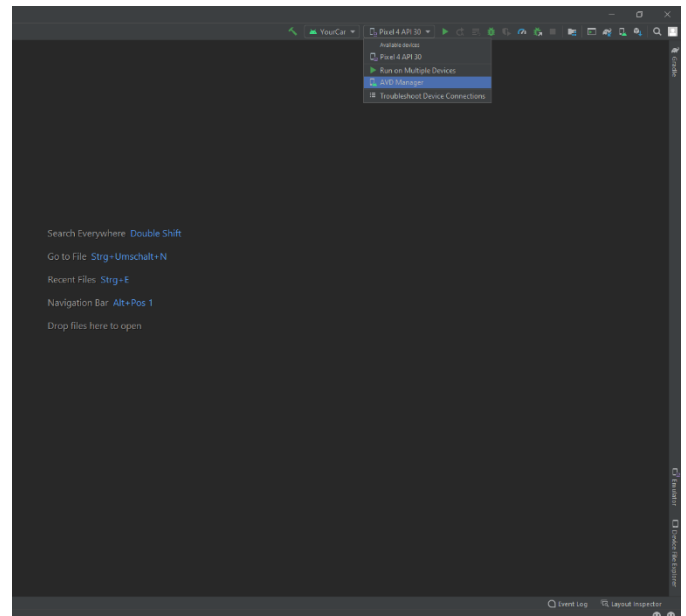 YourCar
Pixel 4 API 30
Available devices
Pixel 4 API 30
Run on Multiple Devices
AVD Manager
Troubleshoot Device Connections
Gradle
Search Everywhere Double Shift
Go to File Strg+Umschalt+N
Recent Files Strg+E
Navigation Bar Alt+Pos 1
Drop files here to open
Emulator
Device File Explorer
Event Log
Layout Inspector